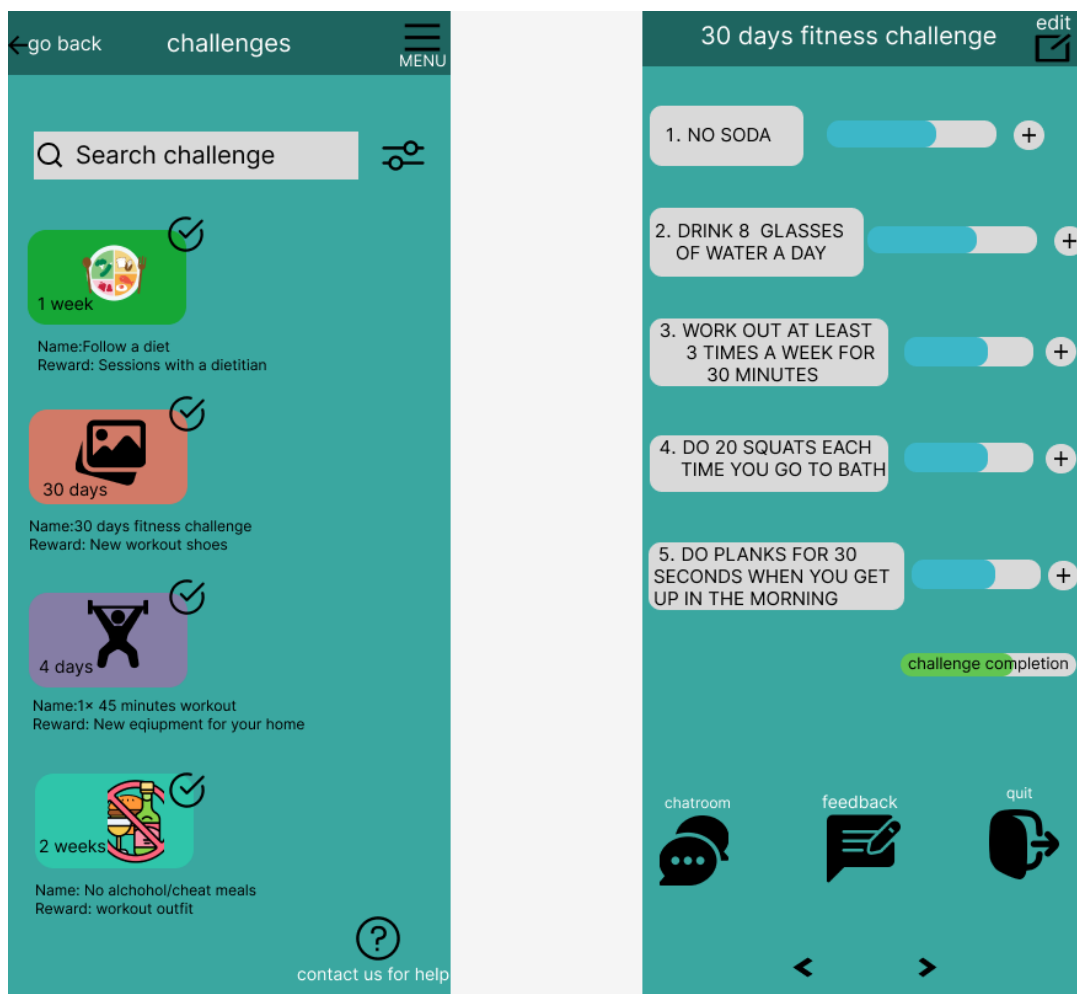 go back
challenges
MENU
Search challenge
1 week
Name:Follow a diet
Reward: Sessions with a dietitian
30 days
Name:30 days fitness challenge
Reward: New workout shoes
4 days
Name:1× 45 minutes workout
Reward: New eqiupment for your home
2 weeks
Name: No alchohol/cheat meals
Reward: workout outfit
?
contact us for help
30 days fitness challenge
edit
1. NO SODA
+
2. DRINK 8 GLASSES
OF WATER A DAY
+
3. WORK OUT AT LEAST
3 TIMES A WEEK FOR
30 MINUTES
+
4. DO 20 SQUATS EACH
TIME YOU GO TO BATH
+
5. DO PLANKS FOR 30
SECONDS WHEN YOU GET
UP IN THE MORNING
+
challenge completion
chatroom
feedback
quit
< >